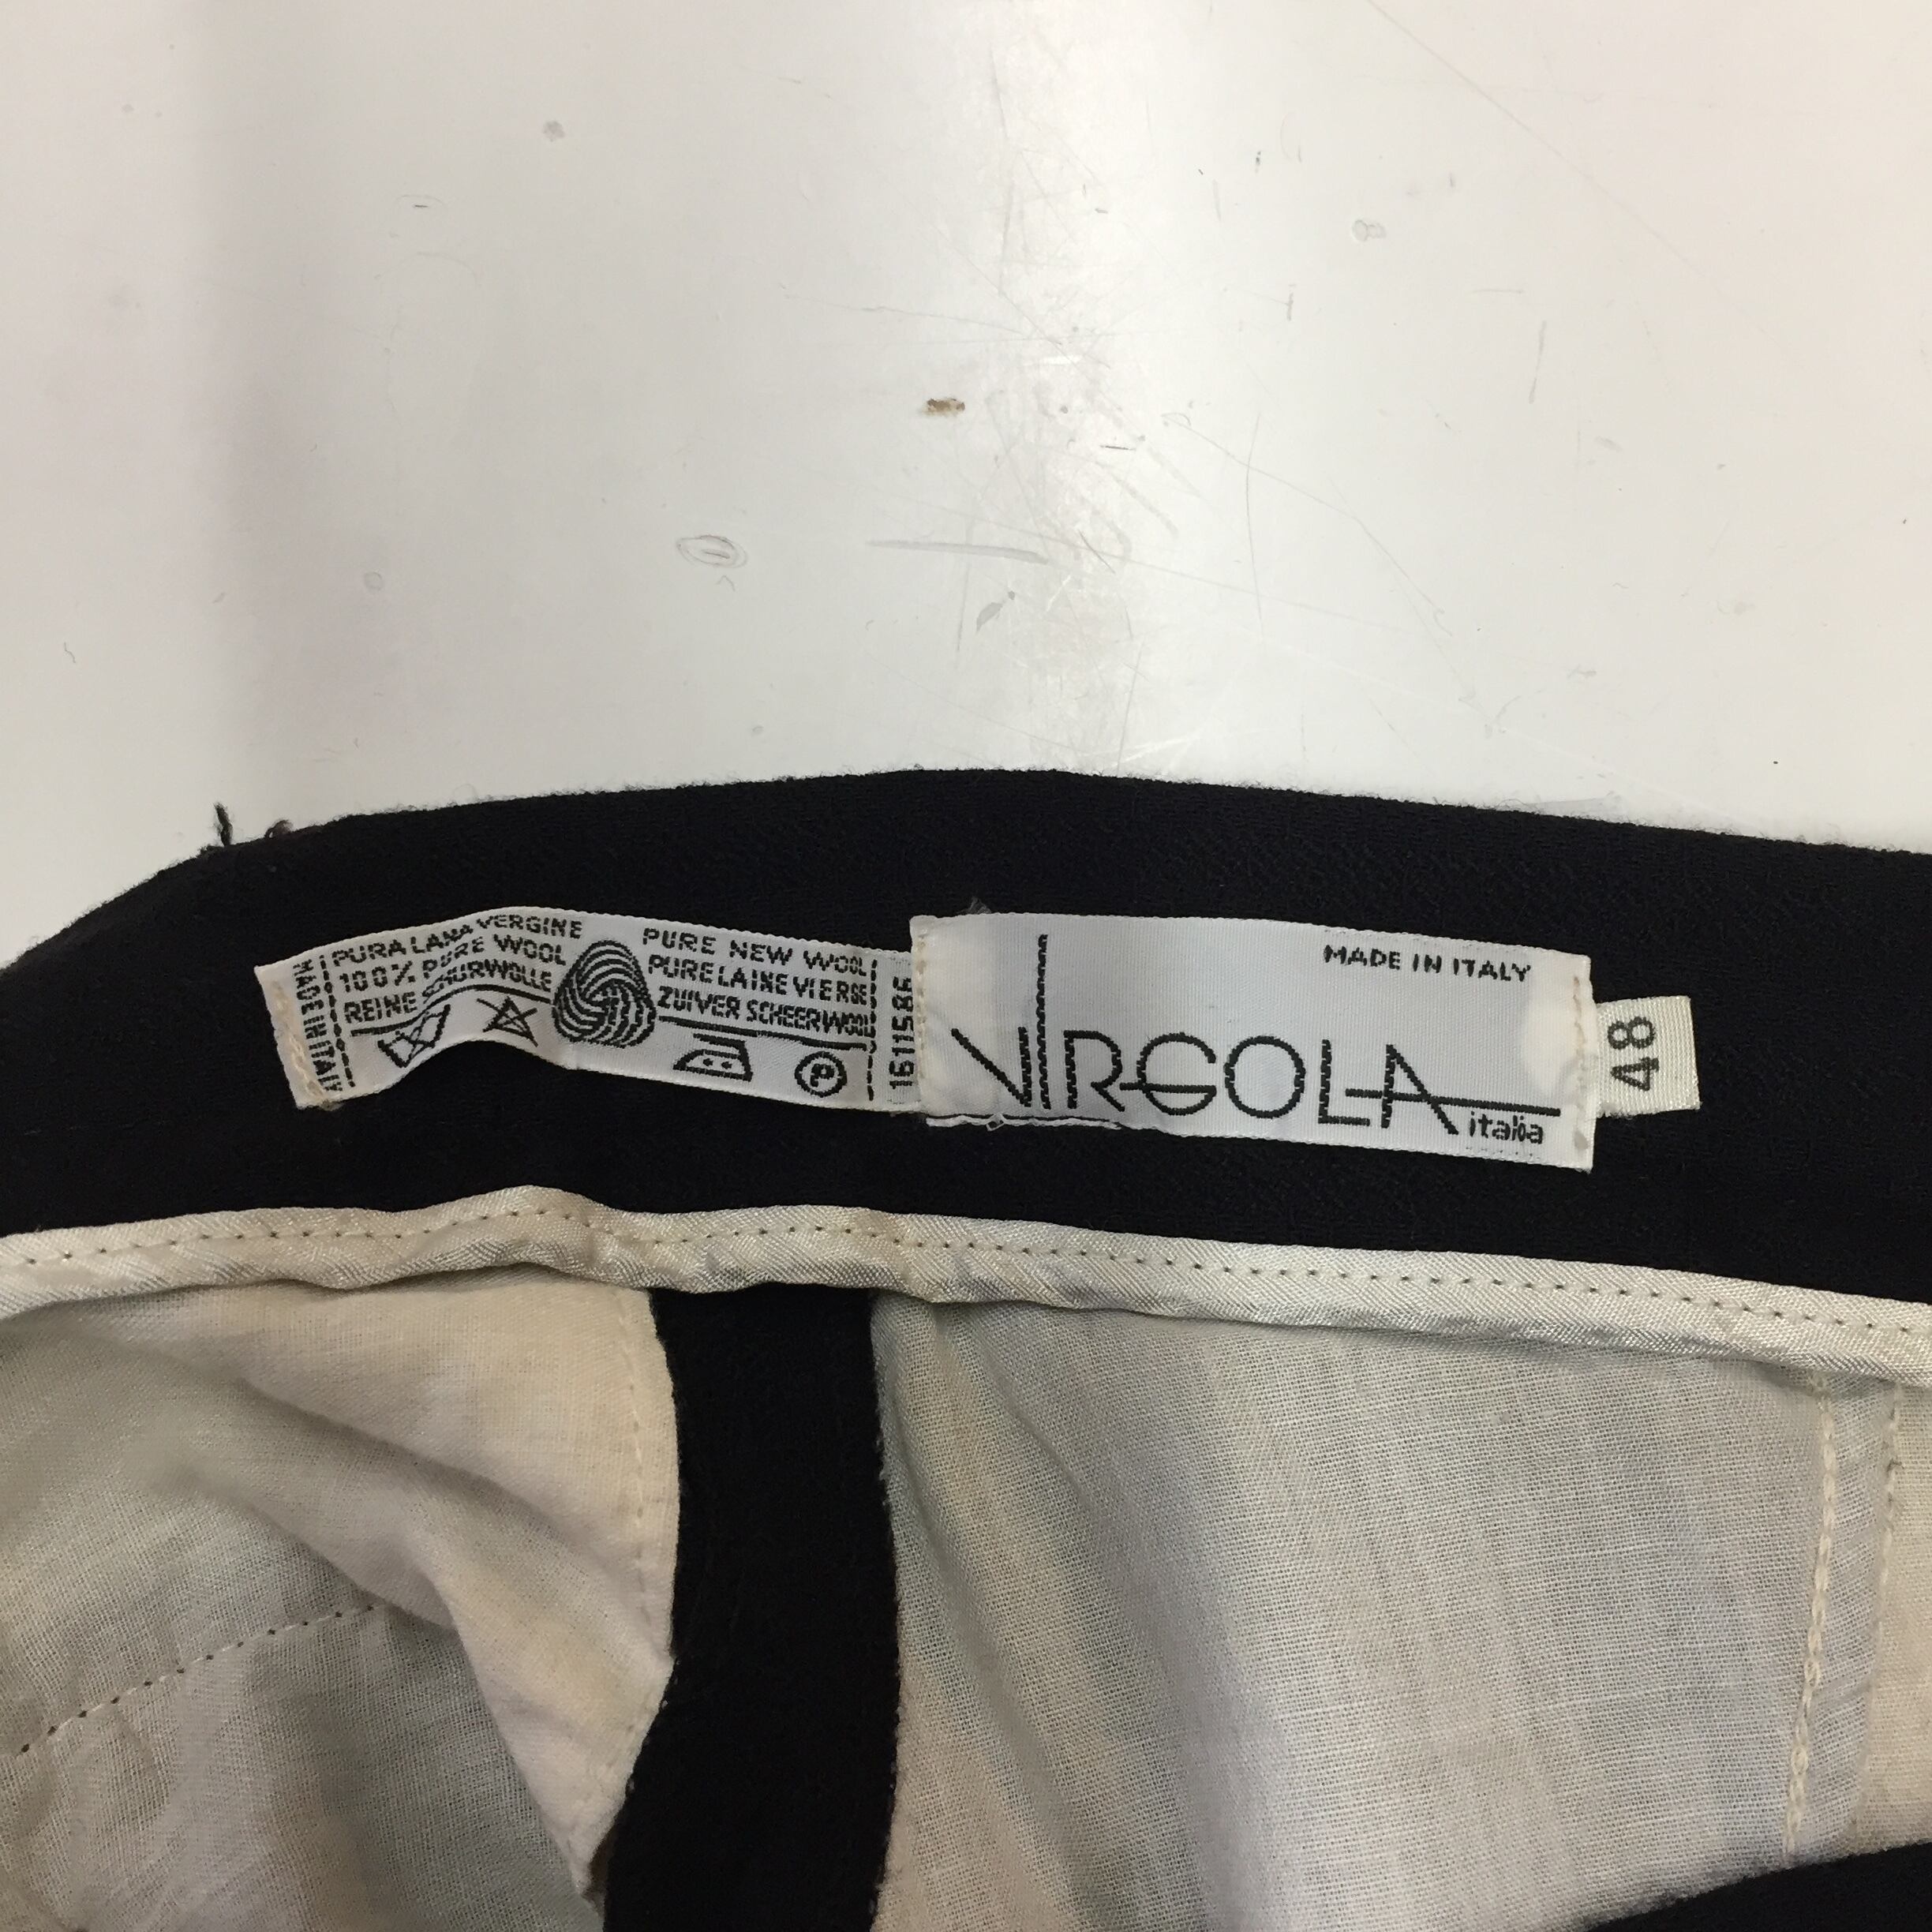 MADE IN ITALY
PURA LANA VERGINE
100% PURE WOOL
REINE SCHURWOLLE
PURE NEW WOOL
PURE LAINE VIERGE
ZUIVER SCHEERWOOL
P
1611586
MADE IN ITALY
VIRGOLA
italia
48